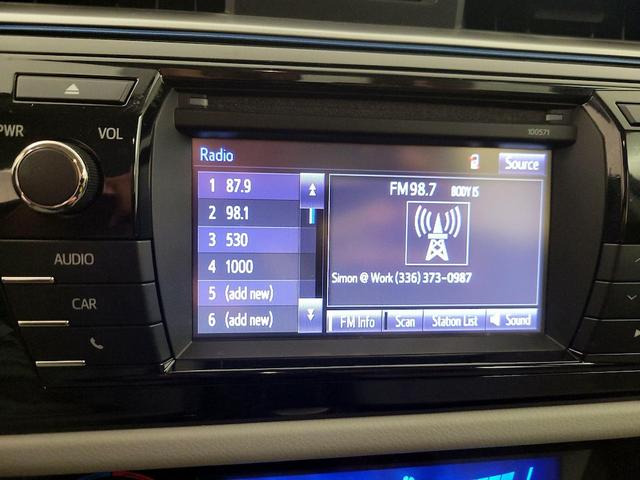 PWR
VOL
100571
Radio
Source
1 87.9
2 98.1
3 530
4 1000
5 (add new)
6 (add new)
FM 98.7 BODY IS
Simon @ Work (336) 373-0987
FM Info
Scan
Station List
Sound
AUDIO
CAR